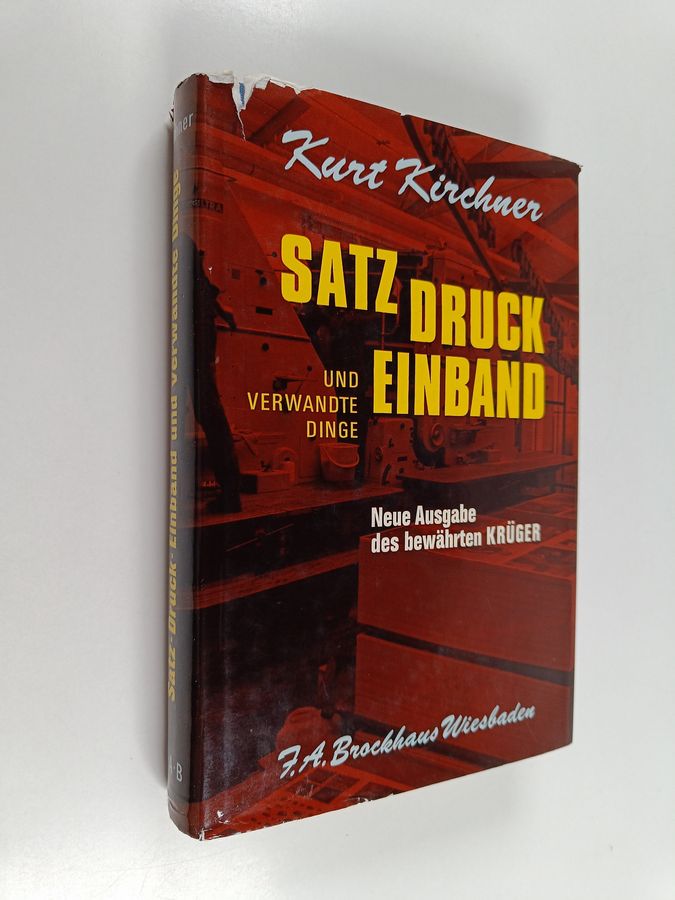 Kurt Kirchner
SATZ
DRUCK
EINBAND
UND
VERWANDTE
DINGE
Neue Ausgabe
des bewährten KRÜGER
F.A. Brockhaus Wiesbaden
Satz · Druck · Einband und verwandte Dinge